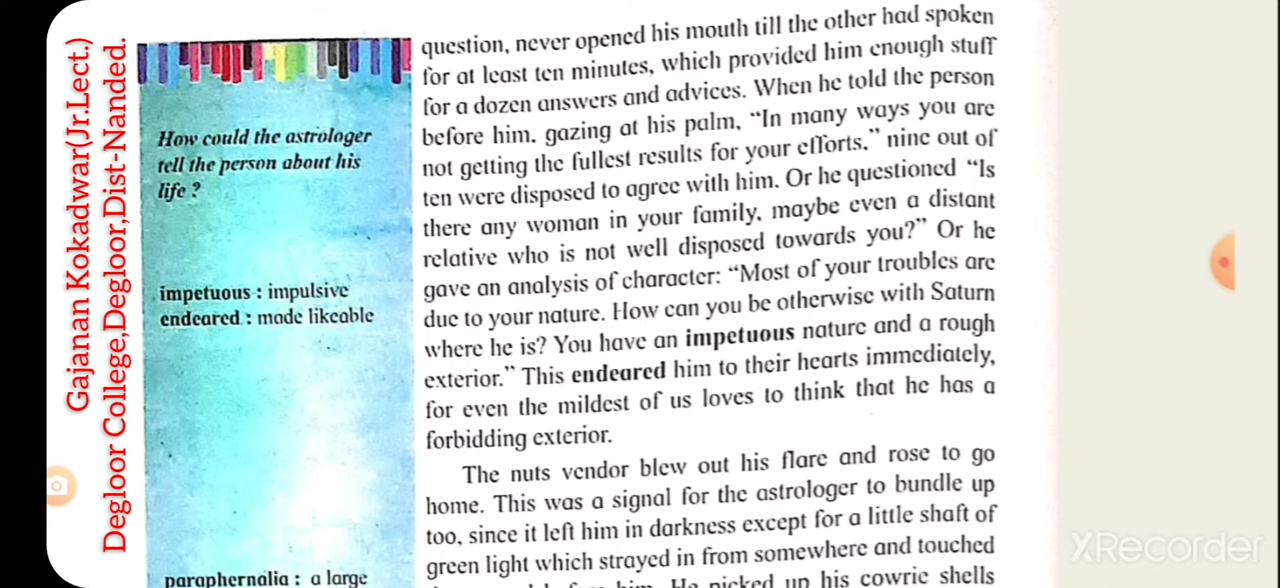 Gajanan Kokadwar(Jr.Lect.)
Degloor College,Degloor,Dist-Nanded.
How could the astrologer
tell the person about his
life ?
impetuous : impulsive
endeared : made likeable
paraphernalia : a large
question, never opened his mouth till the other had spoken
for at least ten minutes, which provided him enough stuff
for a dozen answers and advices. When he told the person
before him, gazing at his palm, “In many ways you are
not getting the fullest results for your efforts,” nine out of
ten were disposed to agree with him. Or he questioned “Is
there any woman in your family, maybe even a distant
relative who is not well disposed towards you?” Or he
gave an analysis of character: “Most of your troubles are
due to your nature. How can you be otherwise with Saturn
where he is? You have an impetuous nature and a rough
exterior.” This endeared him to their hearts immediately,
for even the mildest of us loves to think that he has a
forbidding exterior.
The nuts vendor blew out his flare and rose to go
home. This was a signal for the astrologer to bundle up
too, since it left him in darkness except for a little shaft of
green light which strayed in from somewhere and touched
him. He picked up his cowrie shells
XRecorder